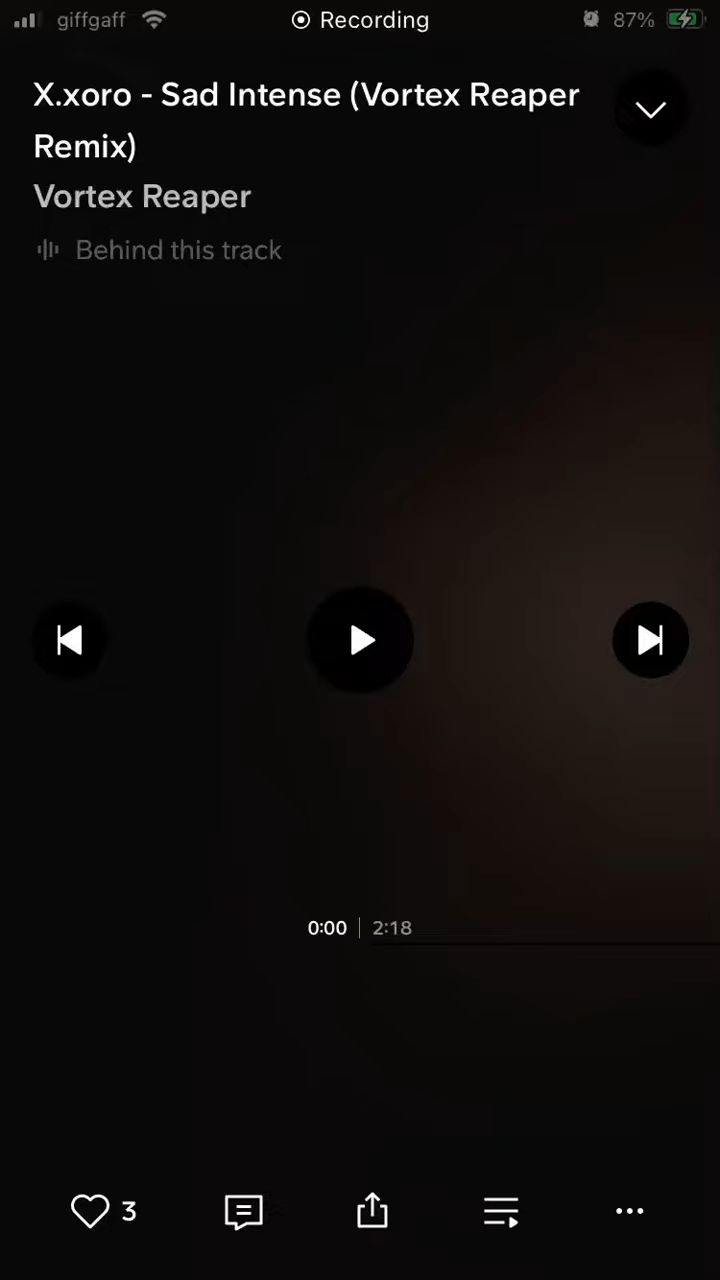 giffgaff Recording 87%
X.xoro - Sad Intense (Vortex Reaper
Remix)
Vortex Reaper
Behind this track
0:00 2:18
3